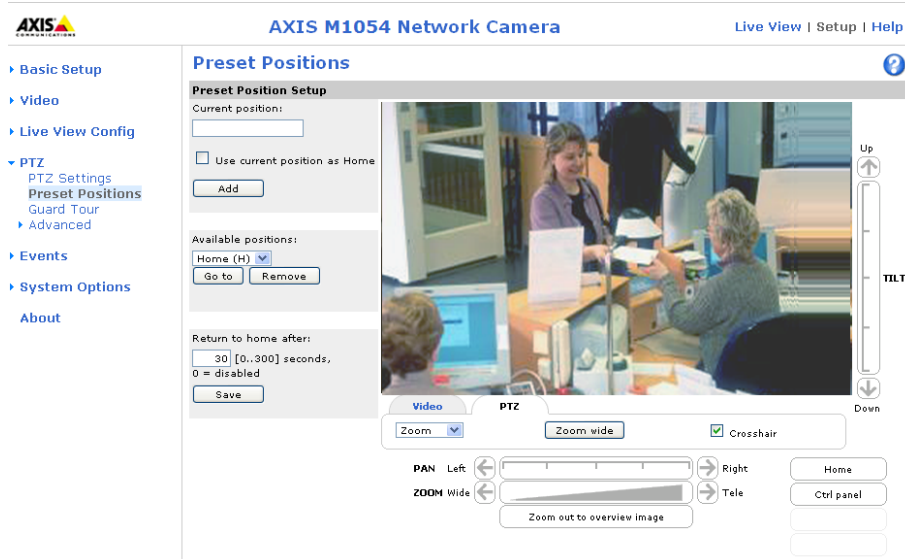 AXIS
COMMUNICATIONS
AXIS M1054 Network Camera
Live View | Setup | Help
Basic Setup
Video
Live View Config
PTZ
PTZ Settings
Preset Positions
Guard Tour
Advanced
Events
System Options
About
Preset Positions
?
Preset Position Setup
Current position:
Use current position as Home
Add
Available positions:
Home (H)
Go to
Remove
Return to home after:
30 [0..300] seconds,
0 = disabled
Save
Up
TILT
Down
Video
PTZ
Zoom
Zoom wide
Crosshair
PAN Left
Right
Home
ZOOM Wide
Tele
Ctrl panel
Zoom out to overview image